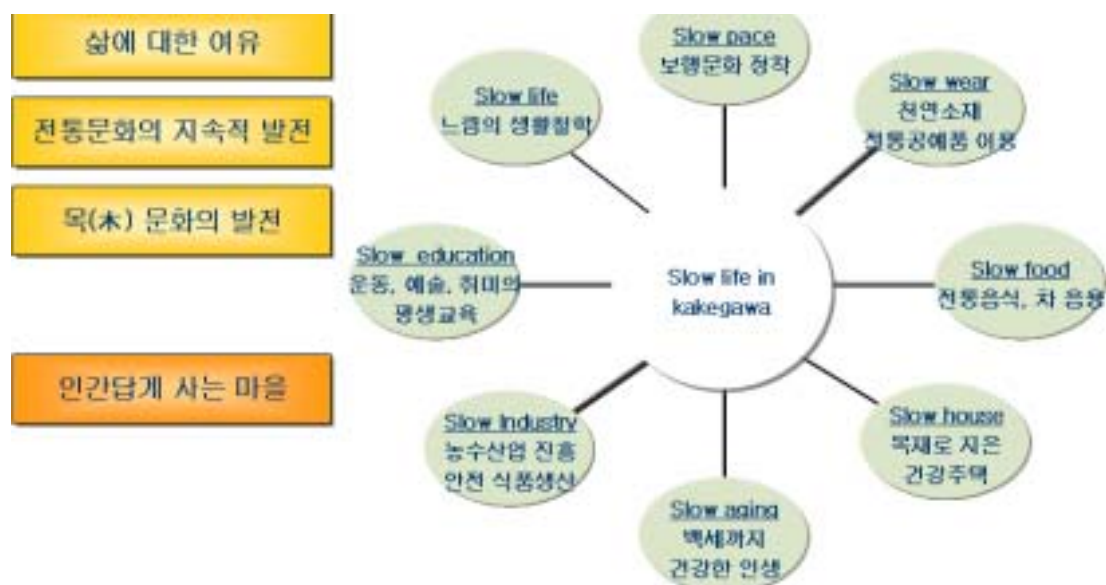 삶에 대한 여유
전통문화의 지속적 발전
목(木) 문화의 발전
인간답게 사는 마을
Slow pace
보행문화 정착
Slow wear
천연소재
전통공예품 이용
Slow food
전통음식, 차 음용
Slow house
목재로 지은
건강주택
Slow aging
백세까지
건강한 인생
Slow Industry
농수산업 진흥
안전 식품생산
Slow education
운동, 예술, 취미의
평생교육
Slow life
느림의 생활철학
Slow life in
kakegawa